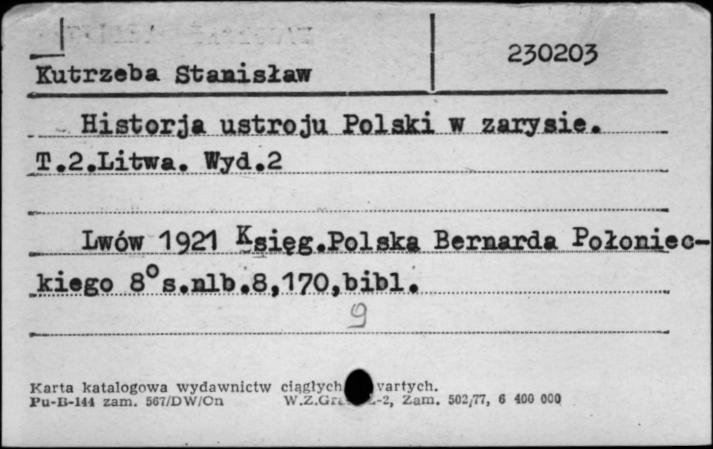 230203
Kutrzeba Stanisław
Historja ustroju Polski w zarysie.
T.2.Litwa. Wyd.2
Lwów 1921 Księg.Polska Bernarda Połoniec-
kiego 8° s.nlb.8,170,bibl.
9
Karta katalogowa wydawnictw ciągłych
Pu-B-144 zam. 567/DW/On W.Z.Gra -2, Zam. 502/77, 6 400 000